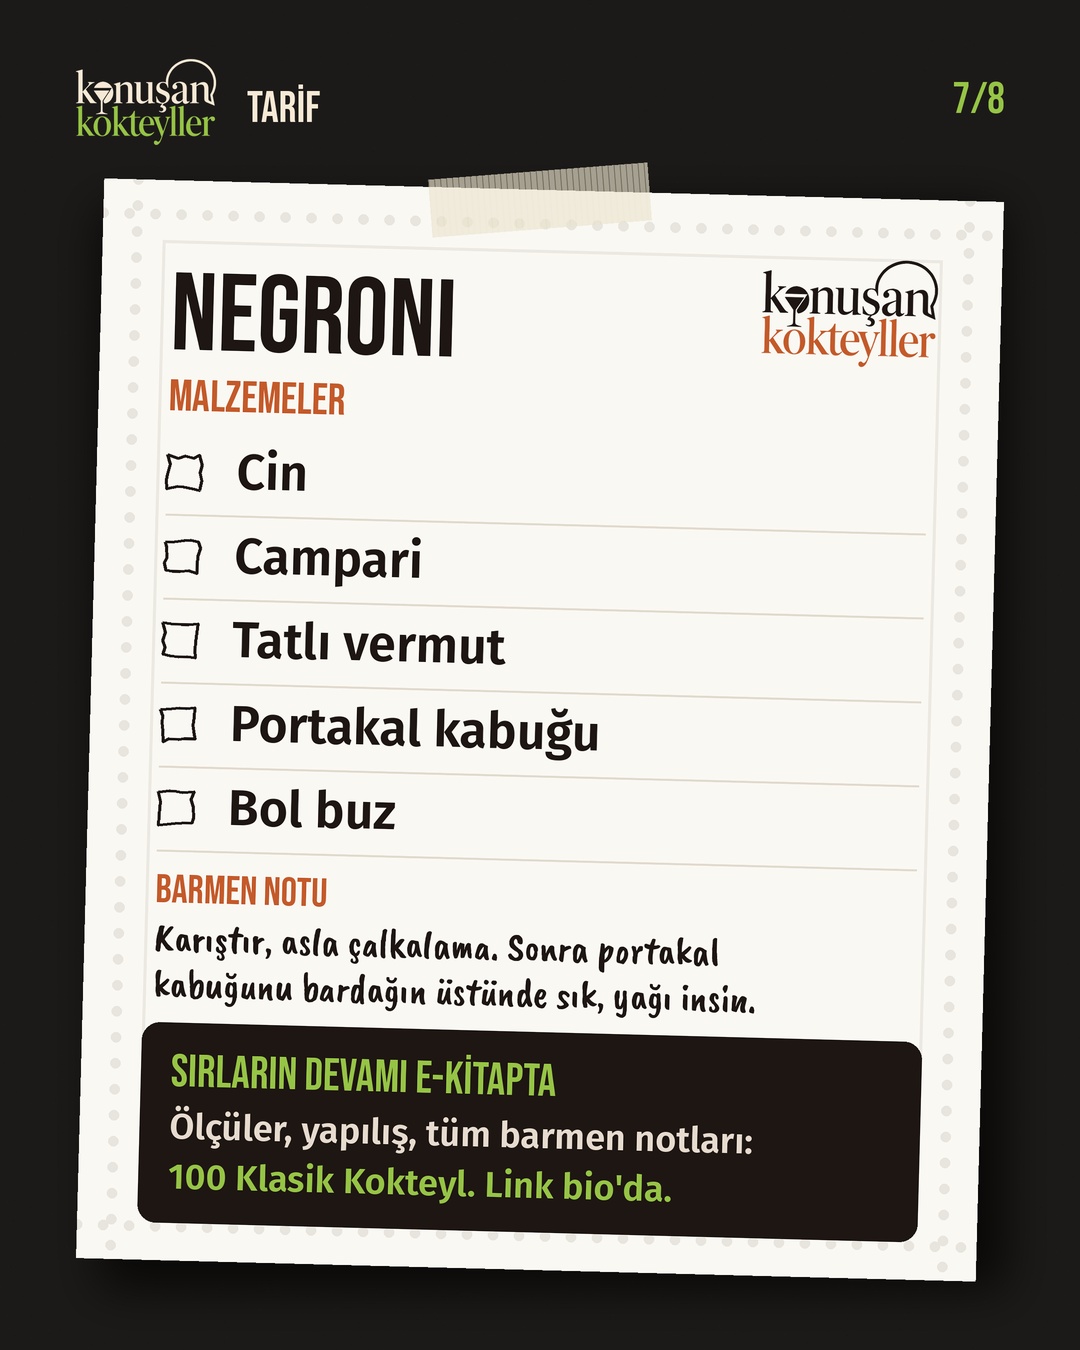 konuşan
kokteyller
TARİF
7/8
NEGRONI
konuşan
kokteyller
MALZEMELER
Cin
Campari
Tatlı vermut
Portakal kabuğu
Bol buz
BARMEN NOTU
Karıştır, asla çalkalama. Sonra portakal
kabuğunu bardağın üstünde sık, yağı insin.
SIRLARIN DEVAMI E-KİTAPTA
Ölçüler, yapılış, tüm barmen notları:
100 Klasik Kokteyl. Link bio'da.